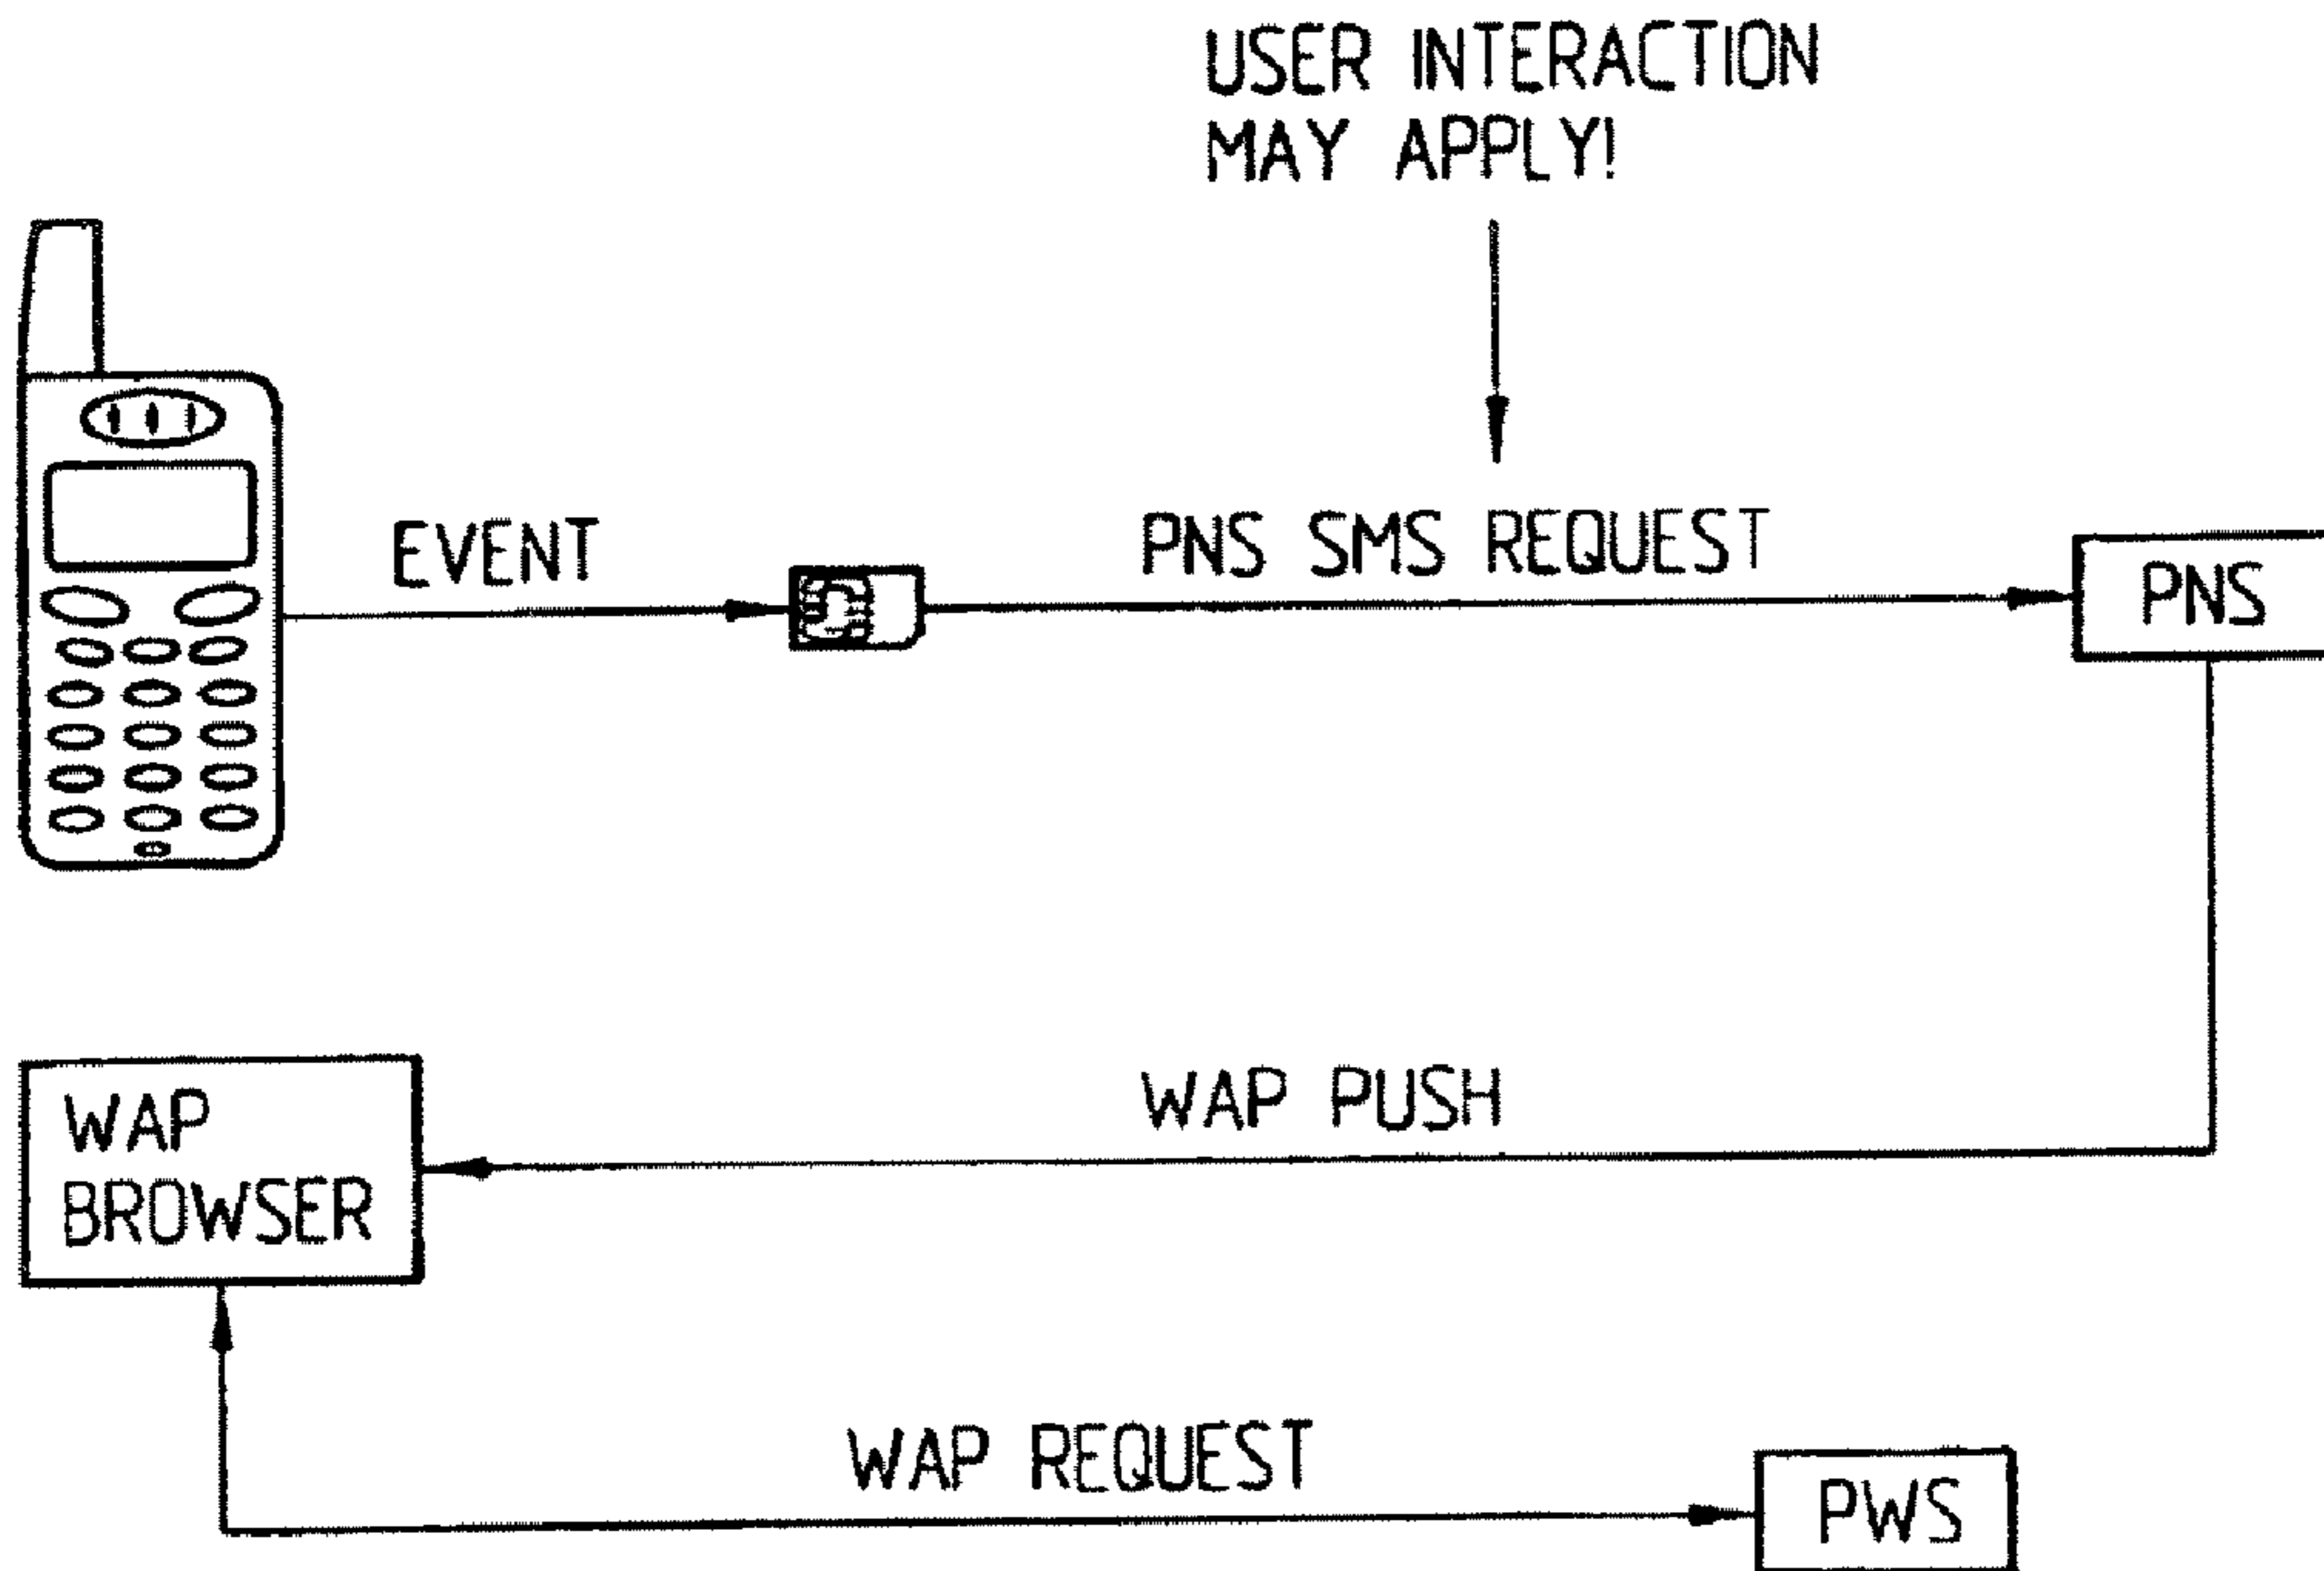 USER INTERACTION
MAY APPLY!
EVENT
PNS SMS REQUEST
PNS
WAP PUSH
WAP
BROWSER
WAP REQUEST
PWS